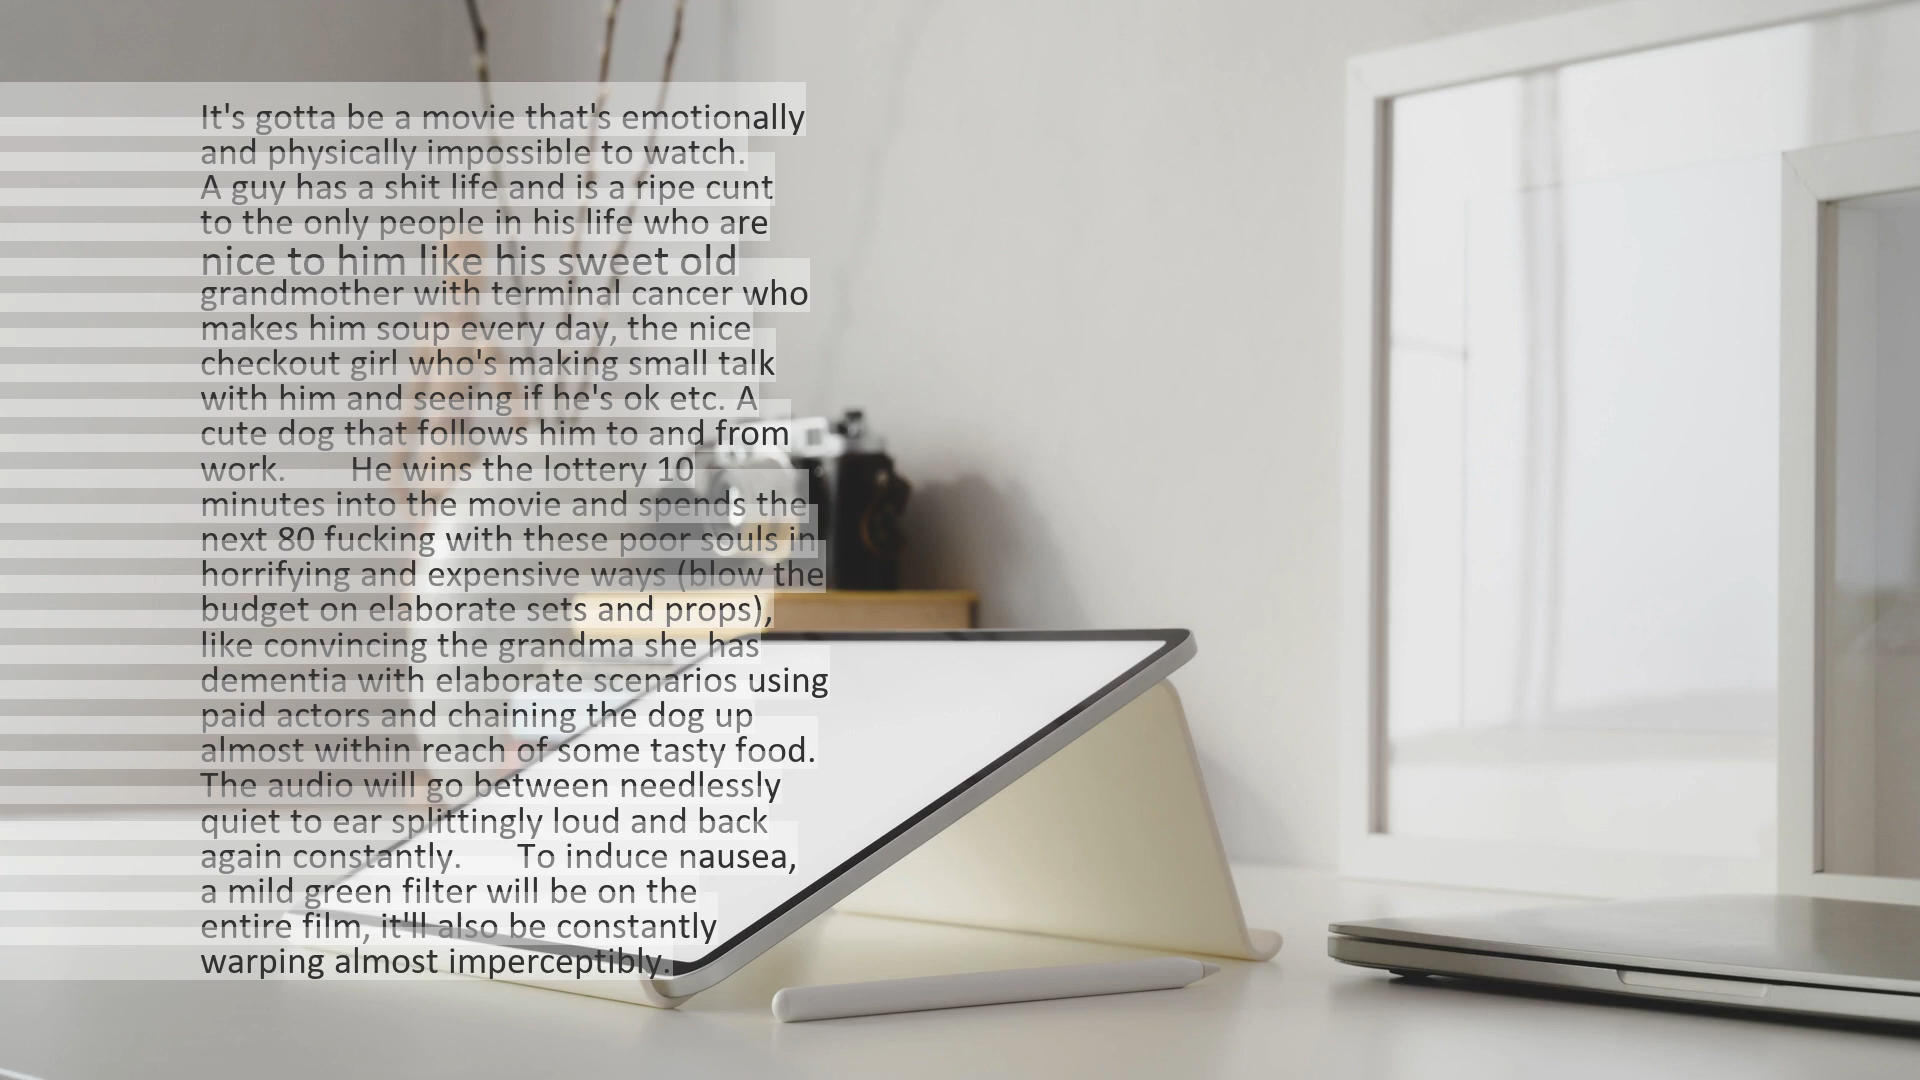 It's gotta be a movie that's emotionally
and physically impossible to watch.
A guy has a shit life and is a ripe cunt
to the only people in his life who are
nice to him like his sweet old
grandmother with terminal cancer who
makes him soup every day, the nice
checkout girl who's making small talk
with him and seeing if he's ok etc. A
cute dog that follows him to and from
work. He wins the lottery 10
minutes into the movie and spends the
next 80 fucking with these poor souls in
horrifying and expensive ways (blow the
budget on elaborate sets and props),
like convincing the grandma she has
dementia with elaborate scenarios using
paid actors and chaining the dog up
almost within reach of some tasty food.
The audio will go between needlessly
quiet to ear splittingly loud and back
again constantly. To induce nausea,
a mild green filter will be on the
entire film, it'll also be constantly
warping almost imperceptibly.